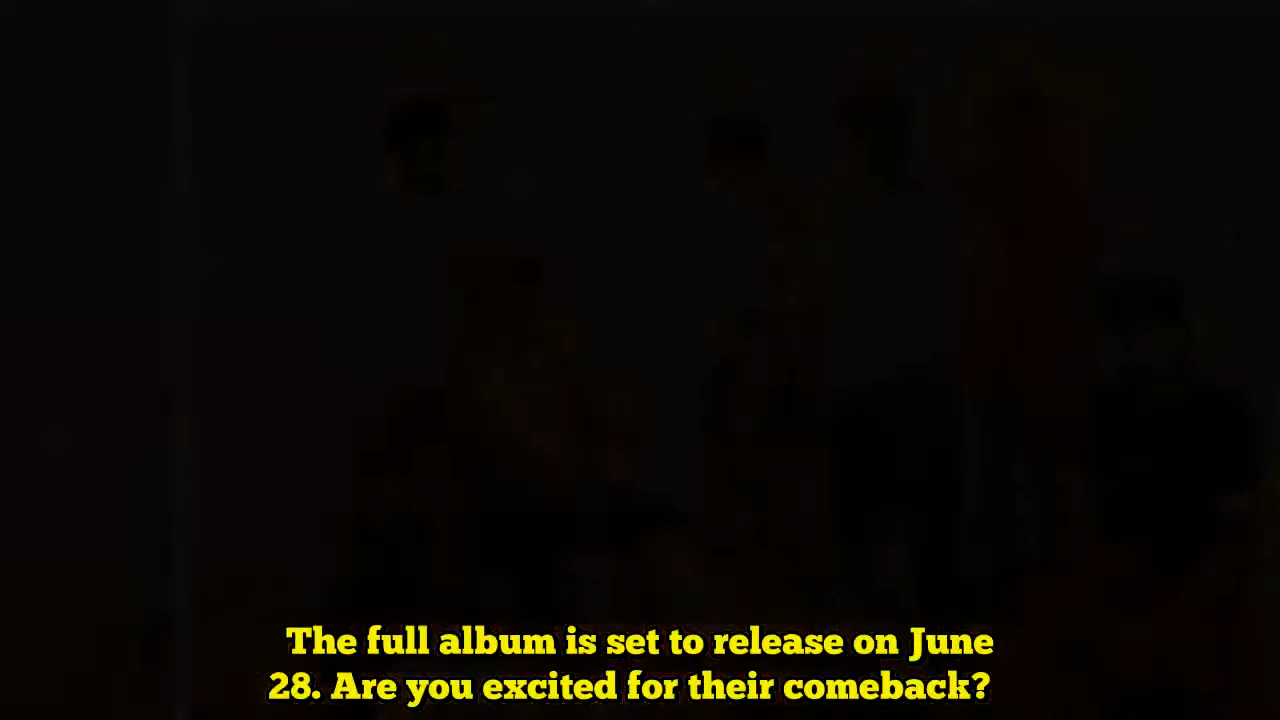 The full album is set to release on June
28. Are you excited for their comeback?